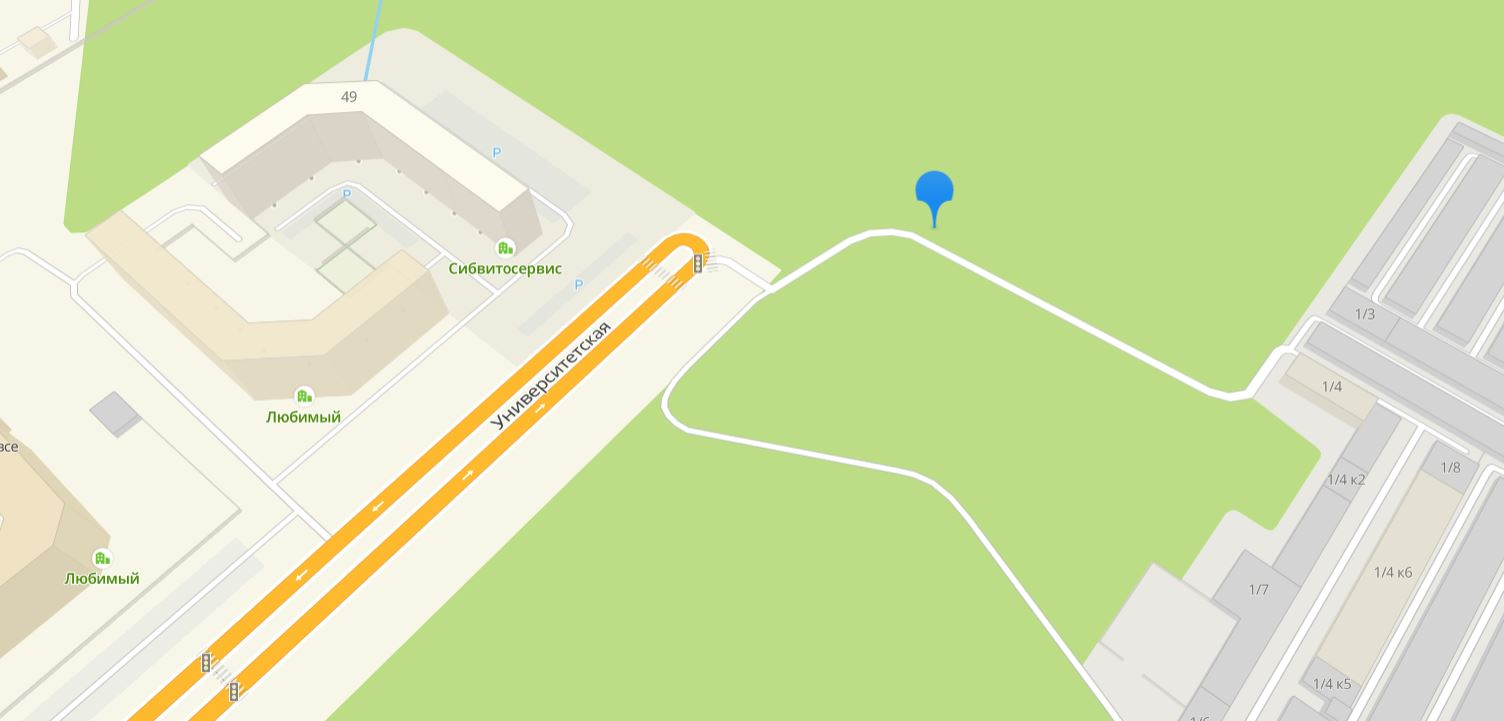 49
P
P
Сибвитосервис
P
1/3
Университетская
1/4
Любимый
все
1/8
1/4 к2
Любимый
1/4 к6
1/7
1/4 к5